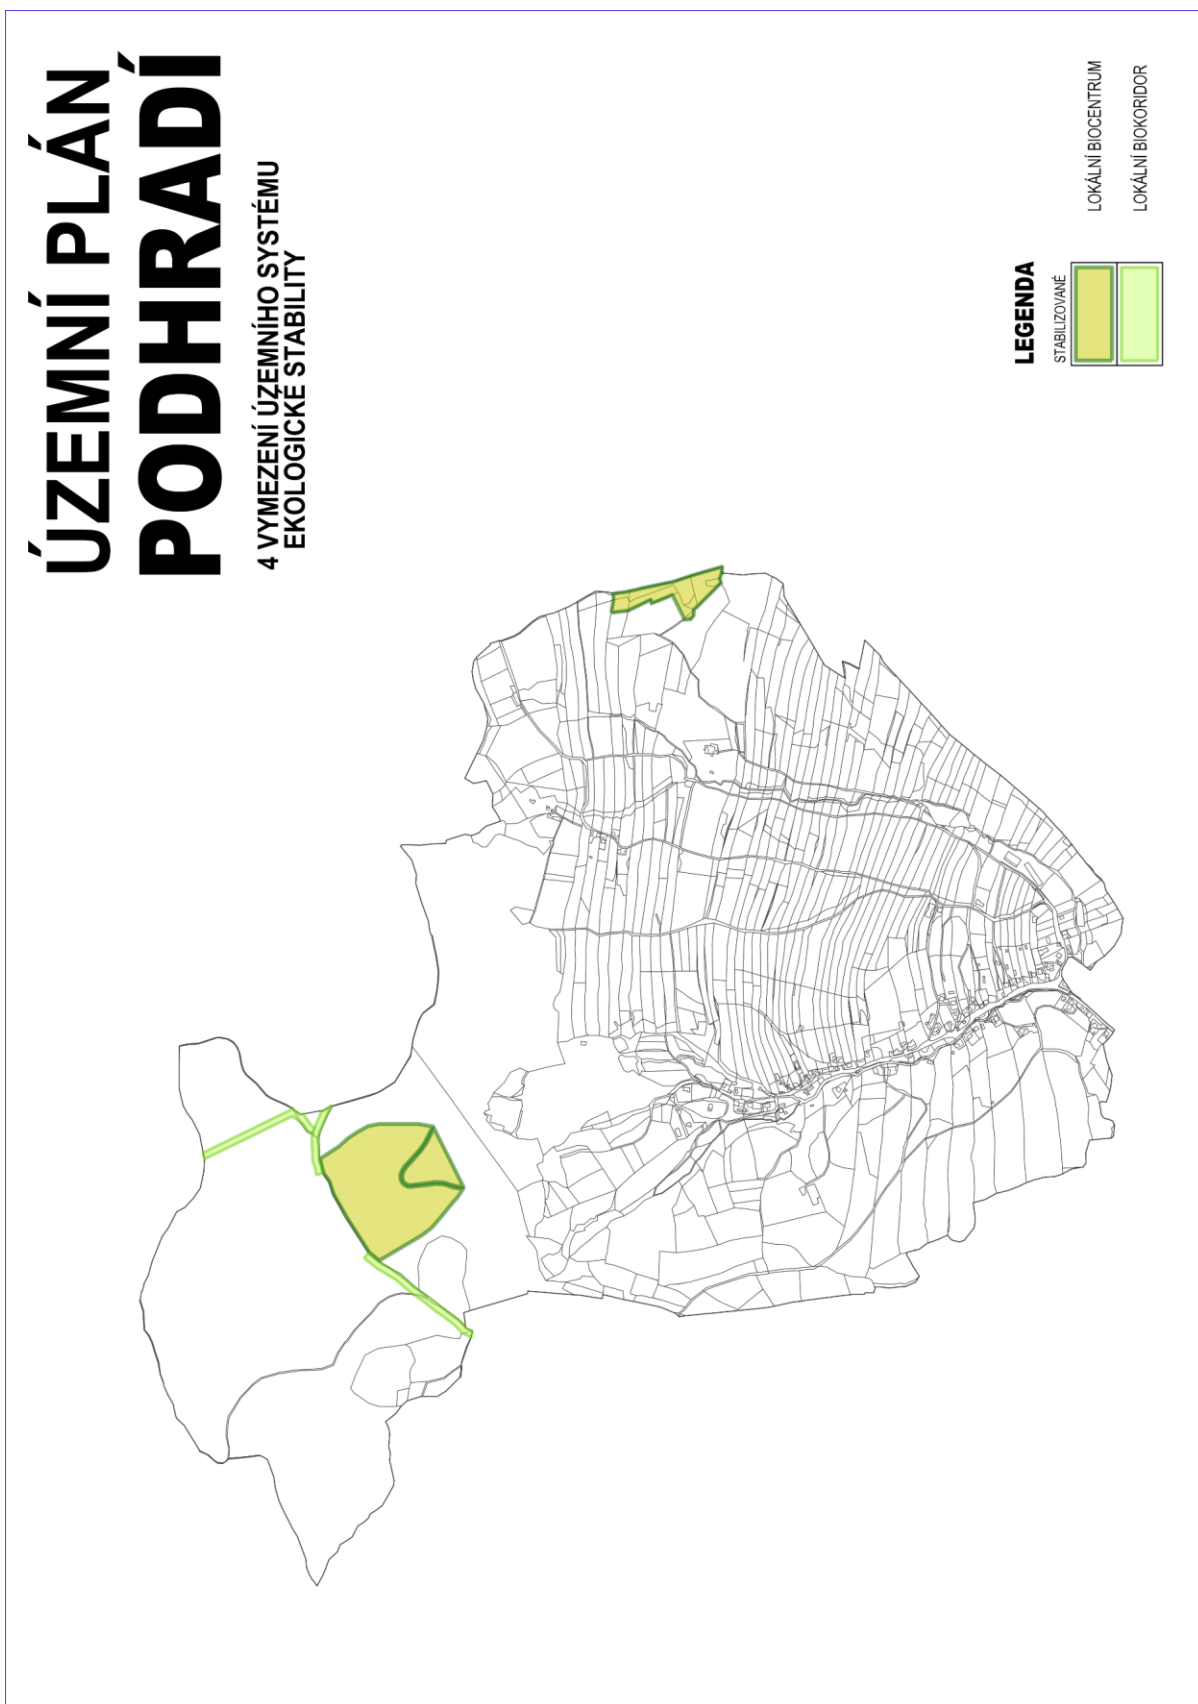 ÚZEMNÍ PLÁN
PODHRADÍ
4 VYMEZENÍ ÚZEMNÍHO SYSTÉMU
EKOLOGICKÉ STABILITY
LEGENDA
STABILIZOVANÉ
LOKÁLNÍ BIOCENTRUM
LOKÁLNÍ BIOKORIDOR